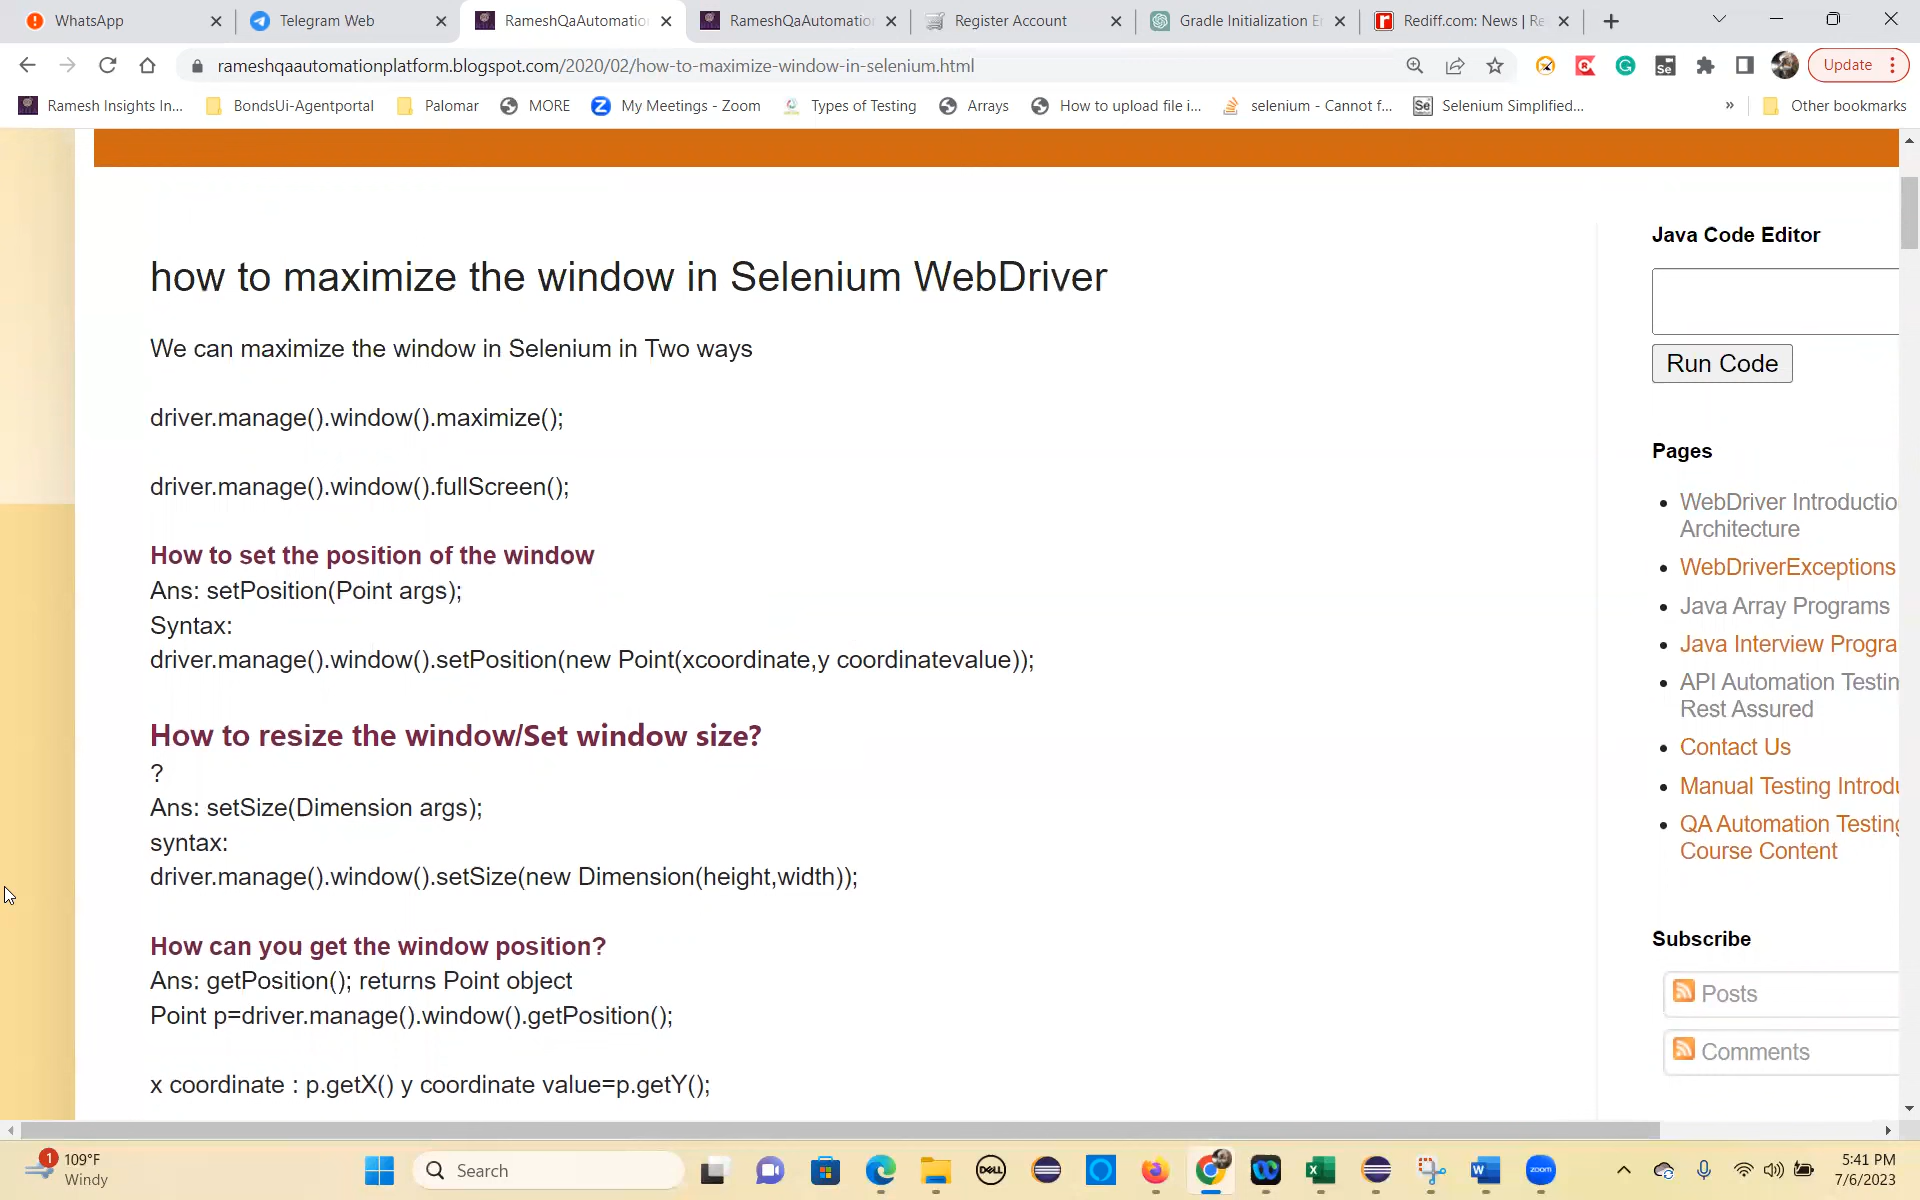 WhatsApp
Telegram Web
RameshQaAutomatio
RameshQaAutomatio
Register Account
Gradle Initialization Er
Rediff.com: News | Re
rameshqaautomationplatform.blogspot.com/2020/02/how-to-maximize-window-in-selenium.html
Update
Ramesh Insights In...
BondsUi-Agentportal
Palomar
MORE
My Meetings - Zoom
Types of Testing
Arrays
How to upload file i...
selenium - Cannot f...
Selenium Simplified...
»
Other bookmarks
how to maximize the window in Selenium WebDriver
We can maximize the window in Selenium in Two ways
driver.manage().window().maximize();
driver.manage().window().fullScreen();
How to set the position of the window
Ans: setPosition(Point args);
Syntax:
driver.manage().window().setPosition(new Point(xcoordinate,y coordinatevalue));
How to resize the window/Set window size?
?
Ans: setSize(Dimension args);
syntax:
driver.manage().window().setSize(new Dimension(height,width));
How can you get the window position?
Ans: getPosition(); returns Point object
Point p=driver.manage().window().getPosition();
x coordinate : p.getX() y coordinate value=p.getY();
Java Code Editor
Run Code
Pages
WebDriver Introductio
Architecture
WebDriverExceptions
Java Array Programs
Java Interview Progra
API Automation Testin
Rest Assured
Contact Us
Manual Testing Introdu
QA Automation Testing
Course Content
Subscribe
Posts
Comments
1
109°F
Windy
Search
DELL
zoom
5:41 PM
7/6/2023